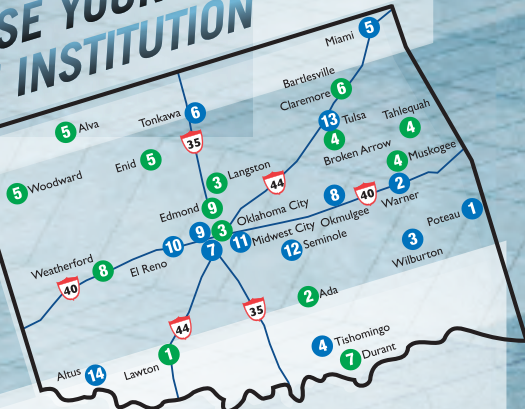 SE YOUR
INSTITUTION
5 Miami
Bartlesville
Claremore 6
Tonkawa 6
13 Tulsa
Tahlequah
4
5 Alva
35
4
Broken Arrow
Enid 5
4 Muskogee
Langston
3
44
5 Woodward
8
40
2
Warner
Edmond 9
Oklahoma City
Okmulgee
Poteau 1
9 3
Midwest City
10
7
11
12 Seminole
3
Wilburton
Weatherford 8
El Reno
40
2 Ada
35
44
4 Tishomingo
7 Durant
1
Altus 14
Lawton